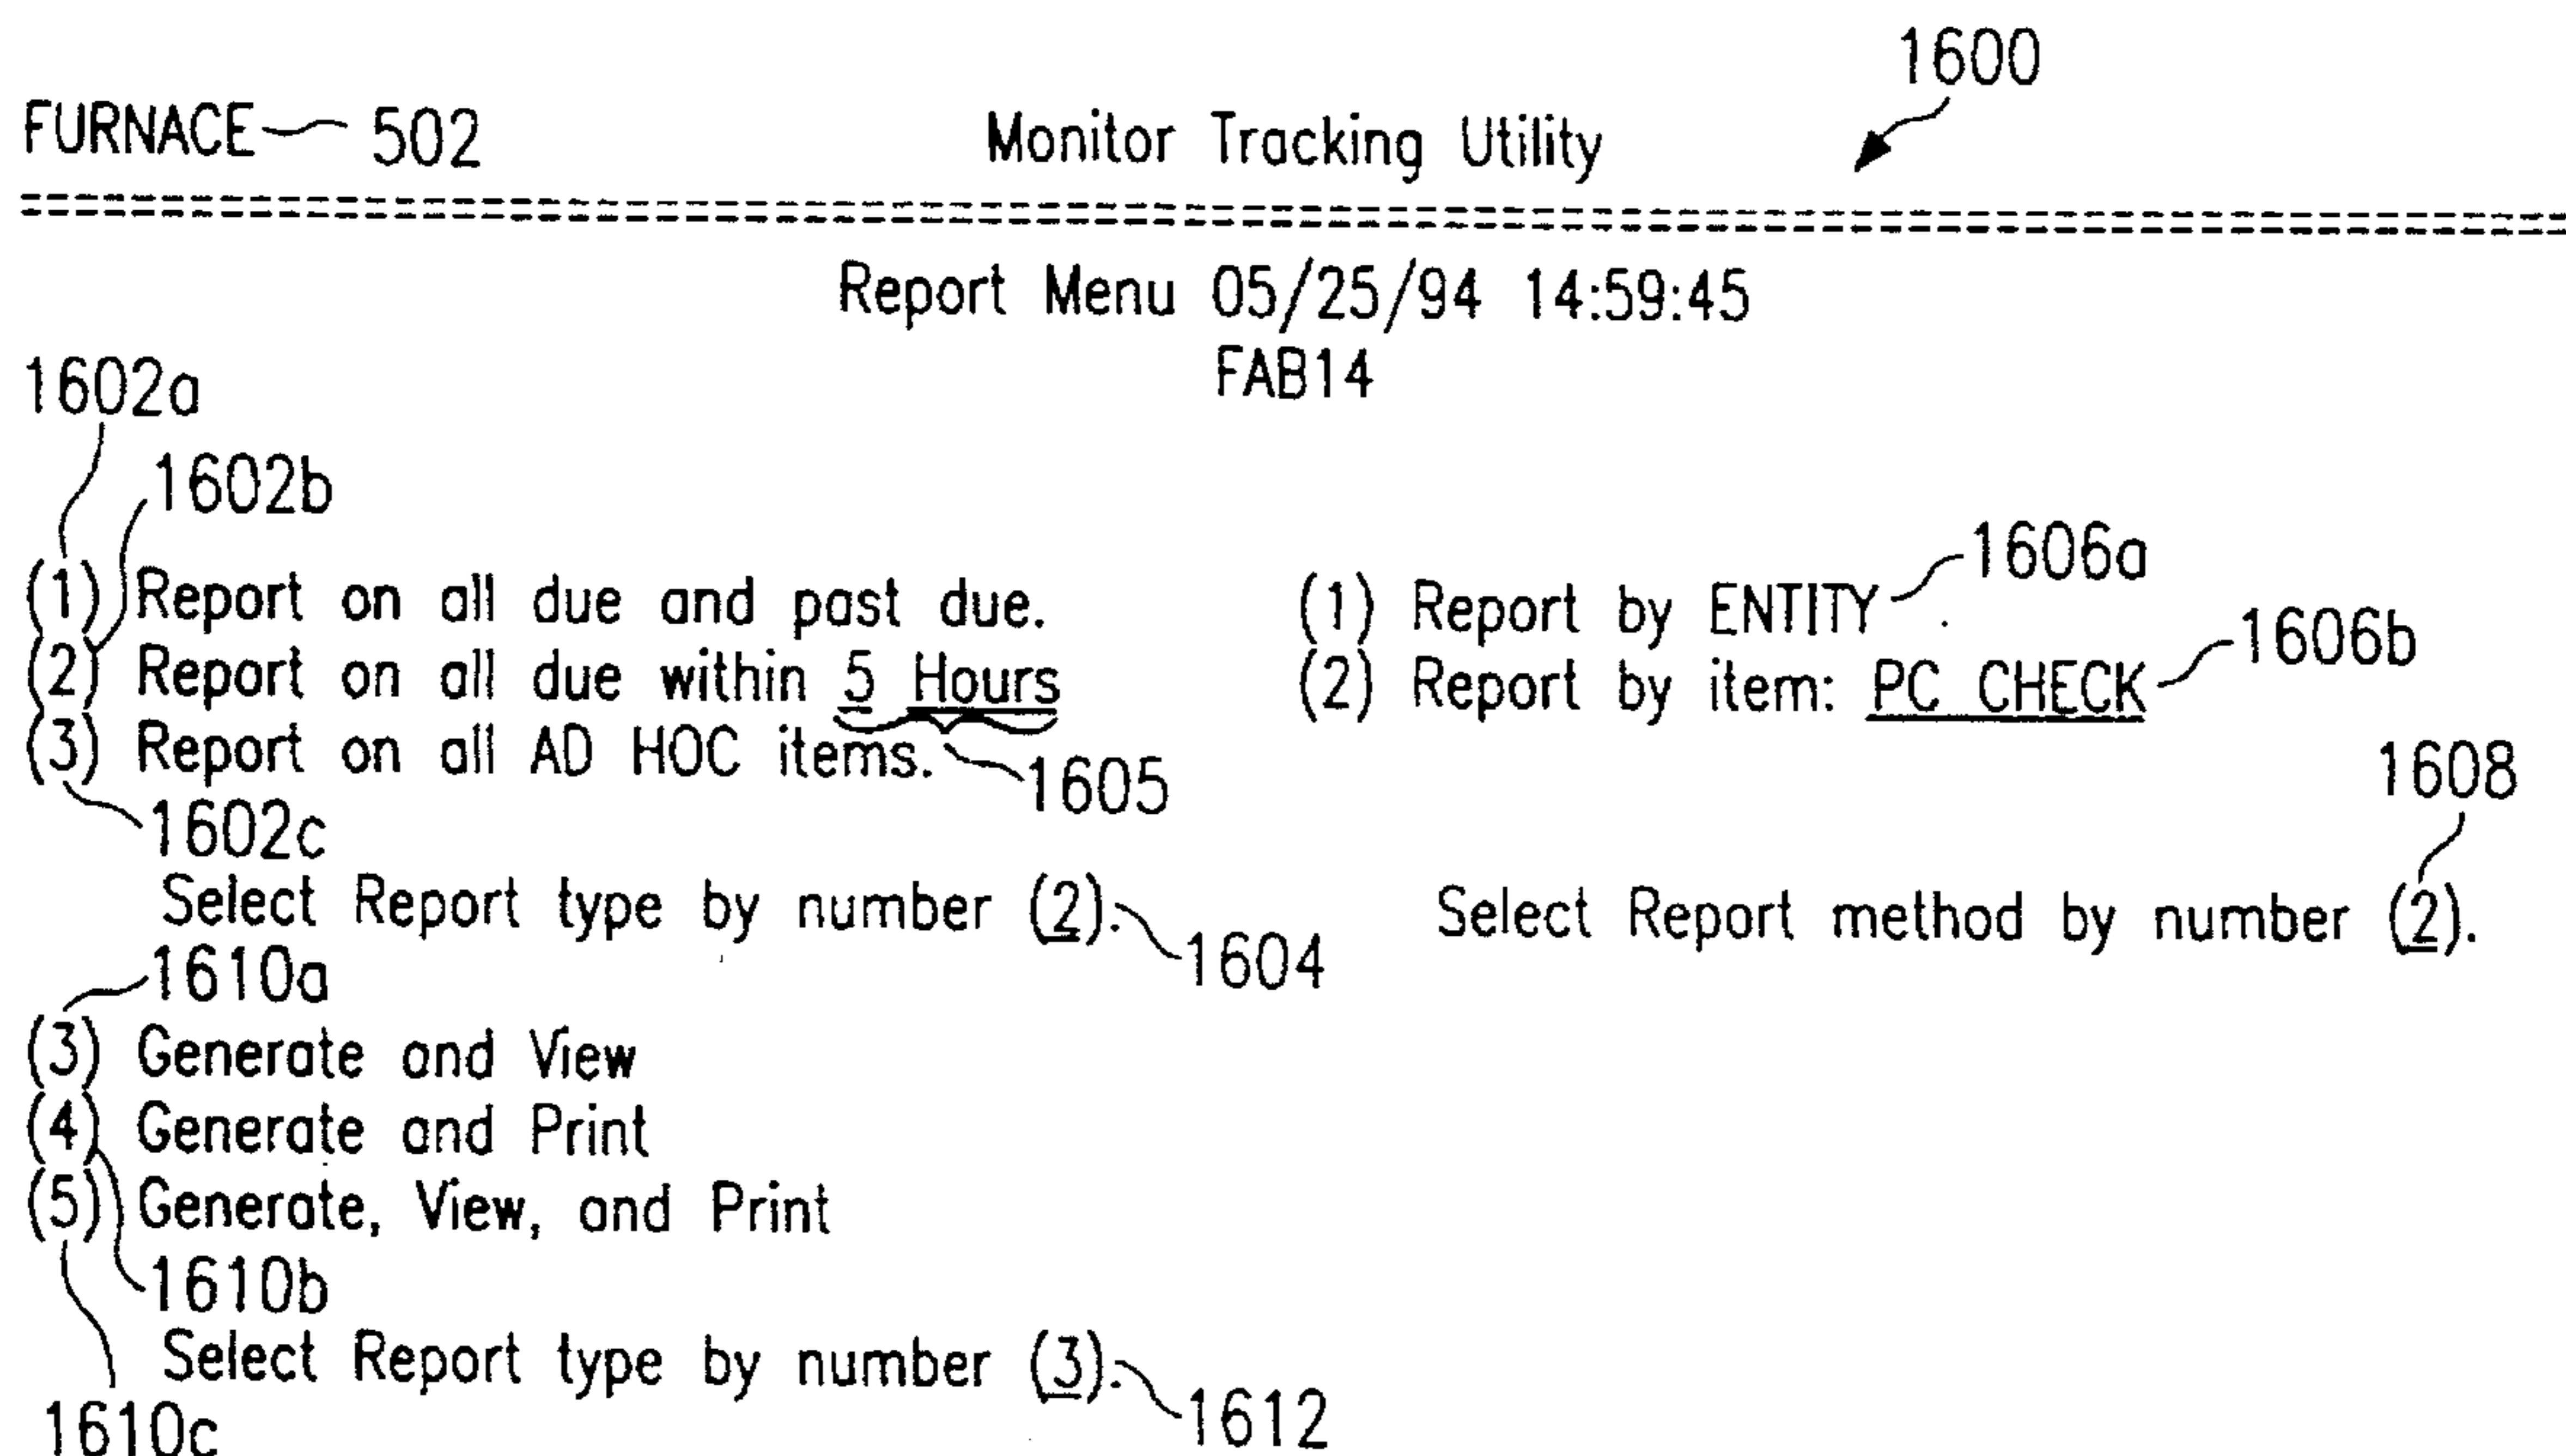 1600
FURNACE 502 Monitor Tracking Utility
Report Menu 05/25/94 14:59:45
FAB14
1602a
1602b
1606a
(1) Report on all due and past due. (1) Report by ENTITY
1606b
(2) Report on all due within 5 Hours (2) Report by item: PC CHECK
(3) Report on all AD HOC items. 1605
1608
1602c
Select Report type by number (2). 1604 Select Report method by number (2).
1610a
(3) Generate and View
(4) Generate and Print
(5) Generate, View, and Print
1610b
Select Report type by number (3). 1612
1610c